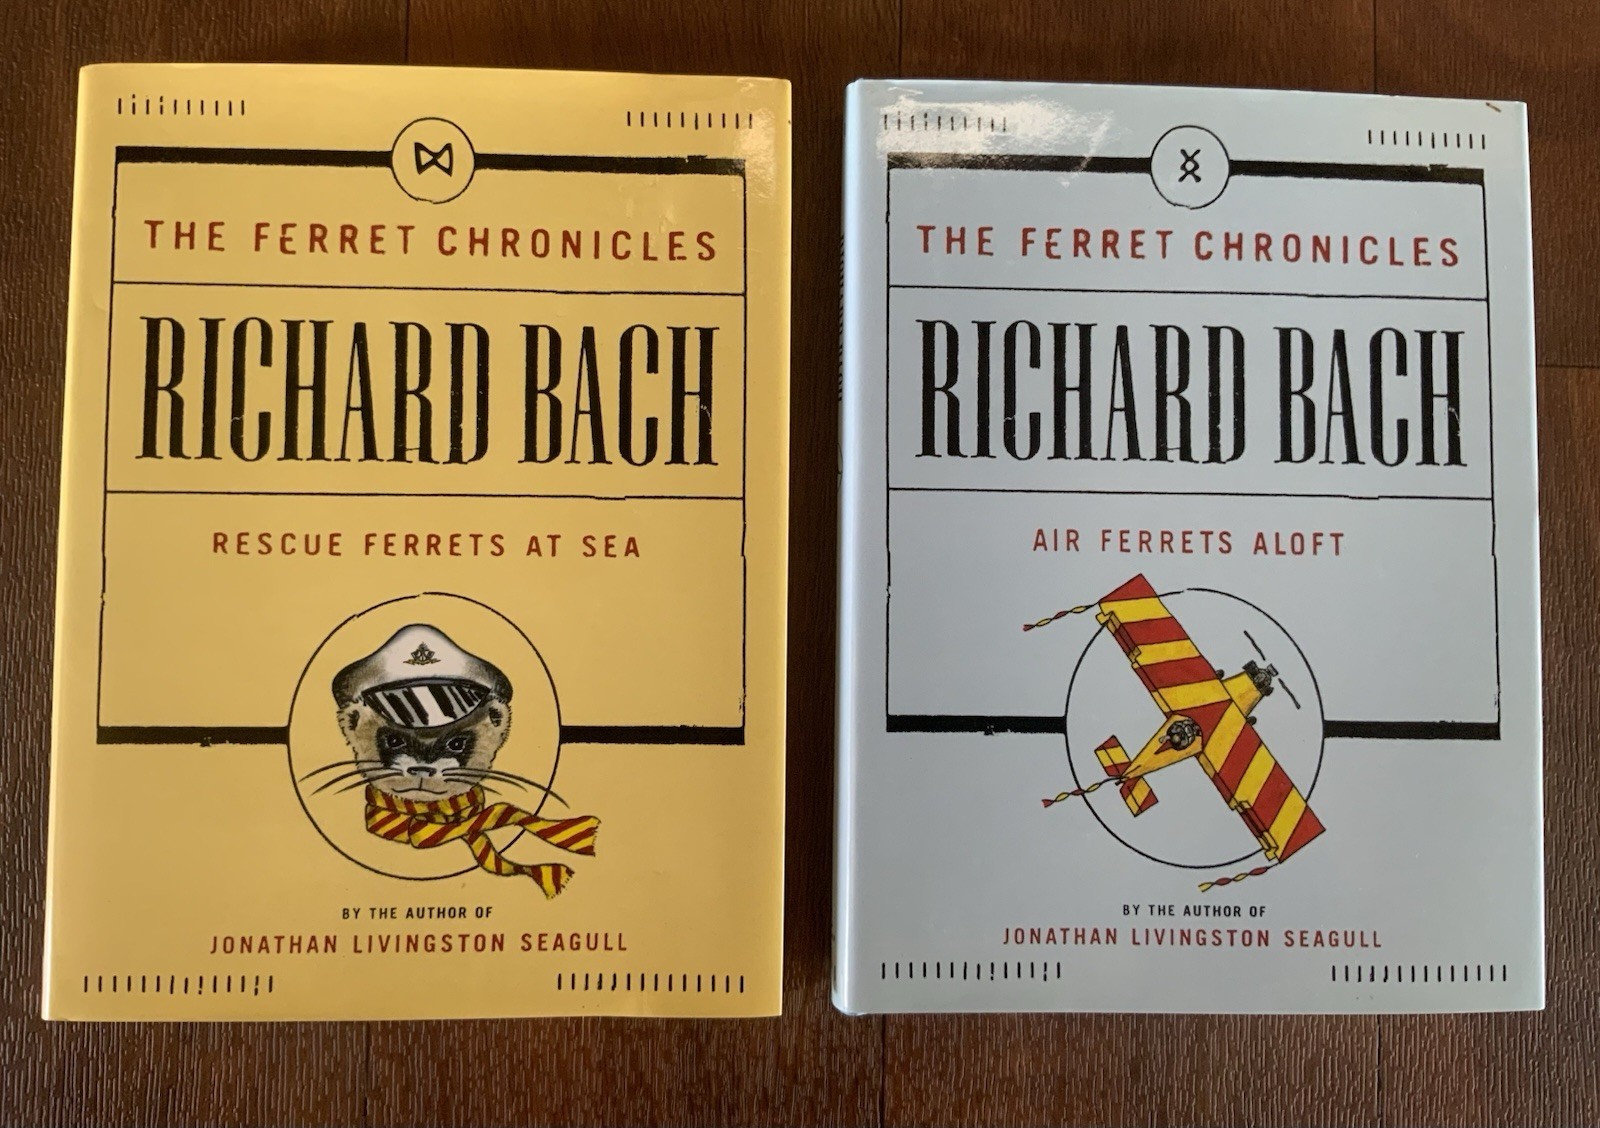 THE FERRET CHRONICLES
RICHARD BACH
RESCUE FERRETS AT SEA
BY THE AUTHOR OF
JONATHAN LIVINGSTON SEAGULL
THE FERRET CHRONICLES
RICHARD BACH
AIR FERRETS ALOFT
BY THE AUTHOR OF
JONATHAN LIVINGSTON SEAGULL